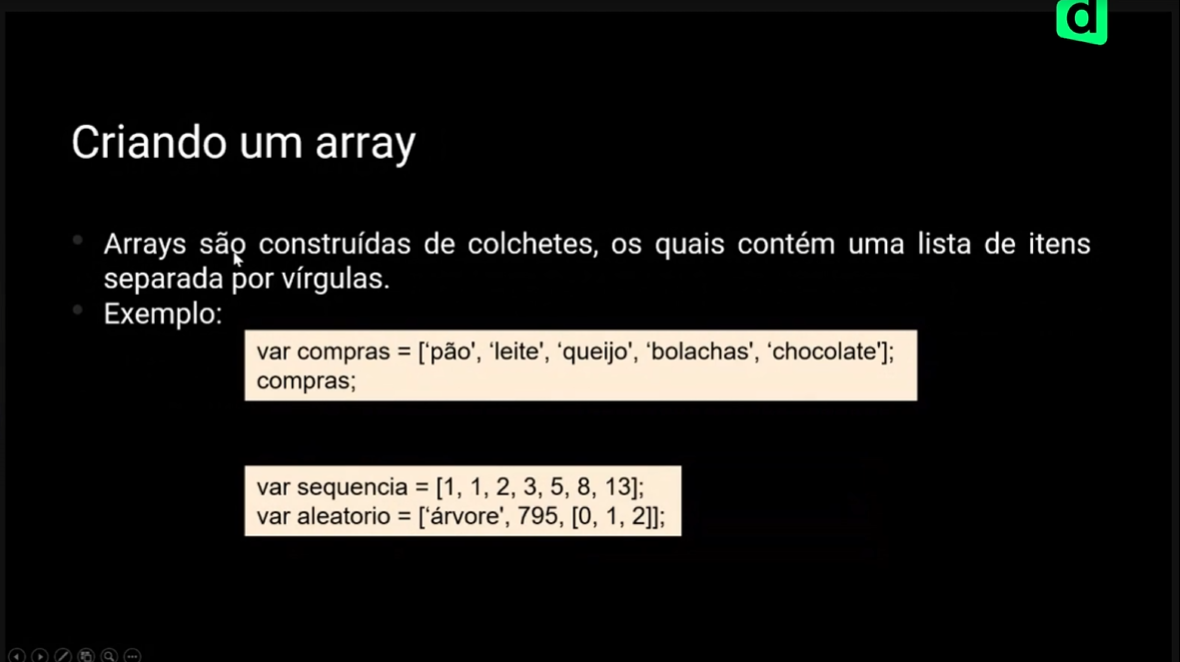 d
Criando um array
Arrays são construídas de colchetes, os quais contém uma lista de itens
separada por vírgulas.
Exemplo:
var compras = [‘pão', ‘leite', ‘queijo', ‘bolachas', ‘chocolate'];
compras;
var sequencia = [1, 1, 2, 3, 5, 8, 13];
var aleatorio = [‘árvore', 795, [0, 1, 2]];